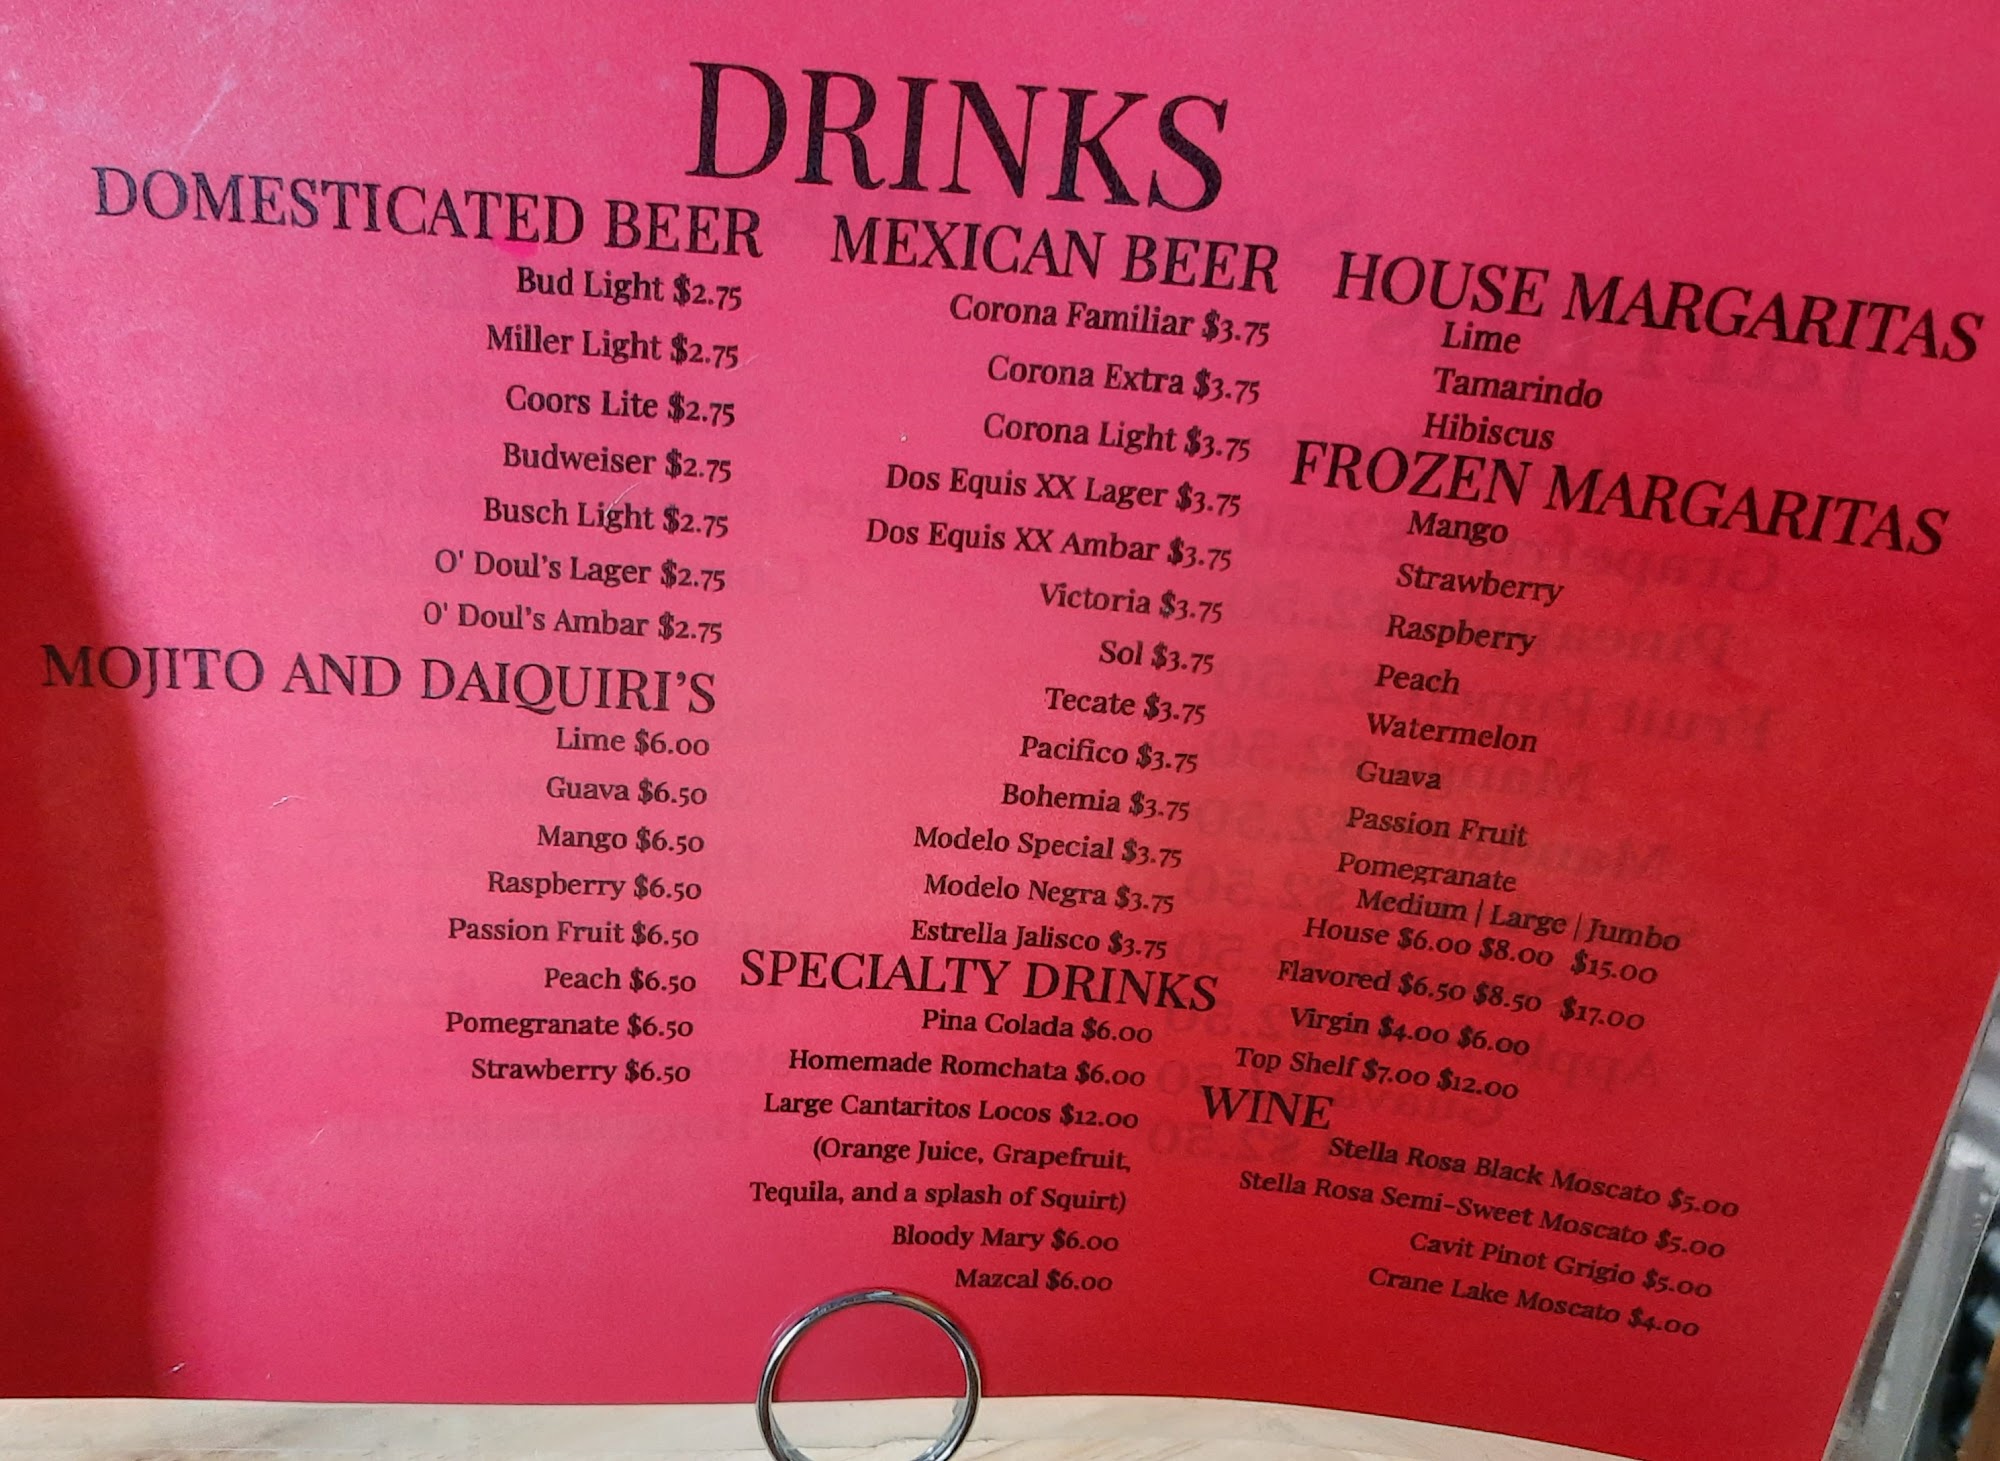 DRINKS
DOMESTICATED BEER
Bud Light $2.75
Miller Light $2.75
Coors Lite $2.75
Budweiser $2.75
Busch Light $2.75
O' Doul's Lager $2.75
O' Doul's Ambar $2.75
MOJITO AND DAIQUIRI'S
Lime $6.00
Guava $6.50
Mango $6.50
Raspberry $6.50
Passion Fruit $6.50
Peach $6.50
Pomegranate $6.50
Strawberry $6.50
MEXICAN BEER
Corona Familiar $3.75
Corona Extra $3.75
Corona Light $3.75
Dos Equis XX Lager $3.75
Dos Equis XX Ambar $3.75
Victoria $3.75
Sol $3.75
Tecate $3.75
Pacifico $3.75
Bohemia $3.75
Modelo Special $3.75
Modelo Negra $3.75
Estrella Jalisco $3.75
SPECIALTY DRINKS
Pina Colada $6.00
Homemade Romchata $6.00
Large Cantaritos Locos $12.00
(Orange Juice, Grapefruit,
Tequila, and a splash of Squirt)
Bloody Mary $6.00
Mazcal $6.00
HOUSE MARGARITAS
Lime
Tamarindo
Hibiscus
FROZEN MARGARITAS
Mango
Strawberry
Raspberry
Peach
Watermelon
Guava
Passion Fruit
Pomegranate
Medium | Large | Jumbo
House $6.00 $8.00 $15.00
Flavored $6.50 $8.50 $17.00
Virgin $4.00 $6.00
Top Shelf $7.00 $12.00
WINE
Stella Rosa Black Moscato $5.00
Stella Rosa Semi-Sweet Moscato $5.00
Cavit Pinot Grigio $5.00
Crane Lake Moscato $4.00